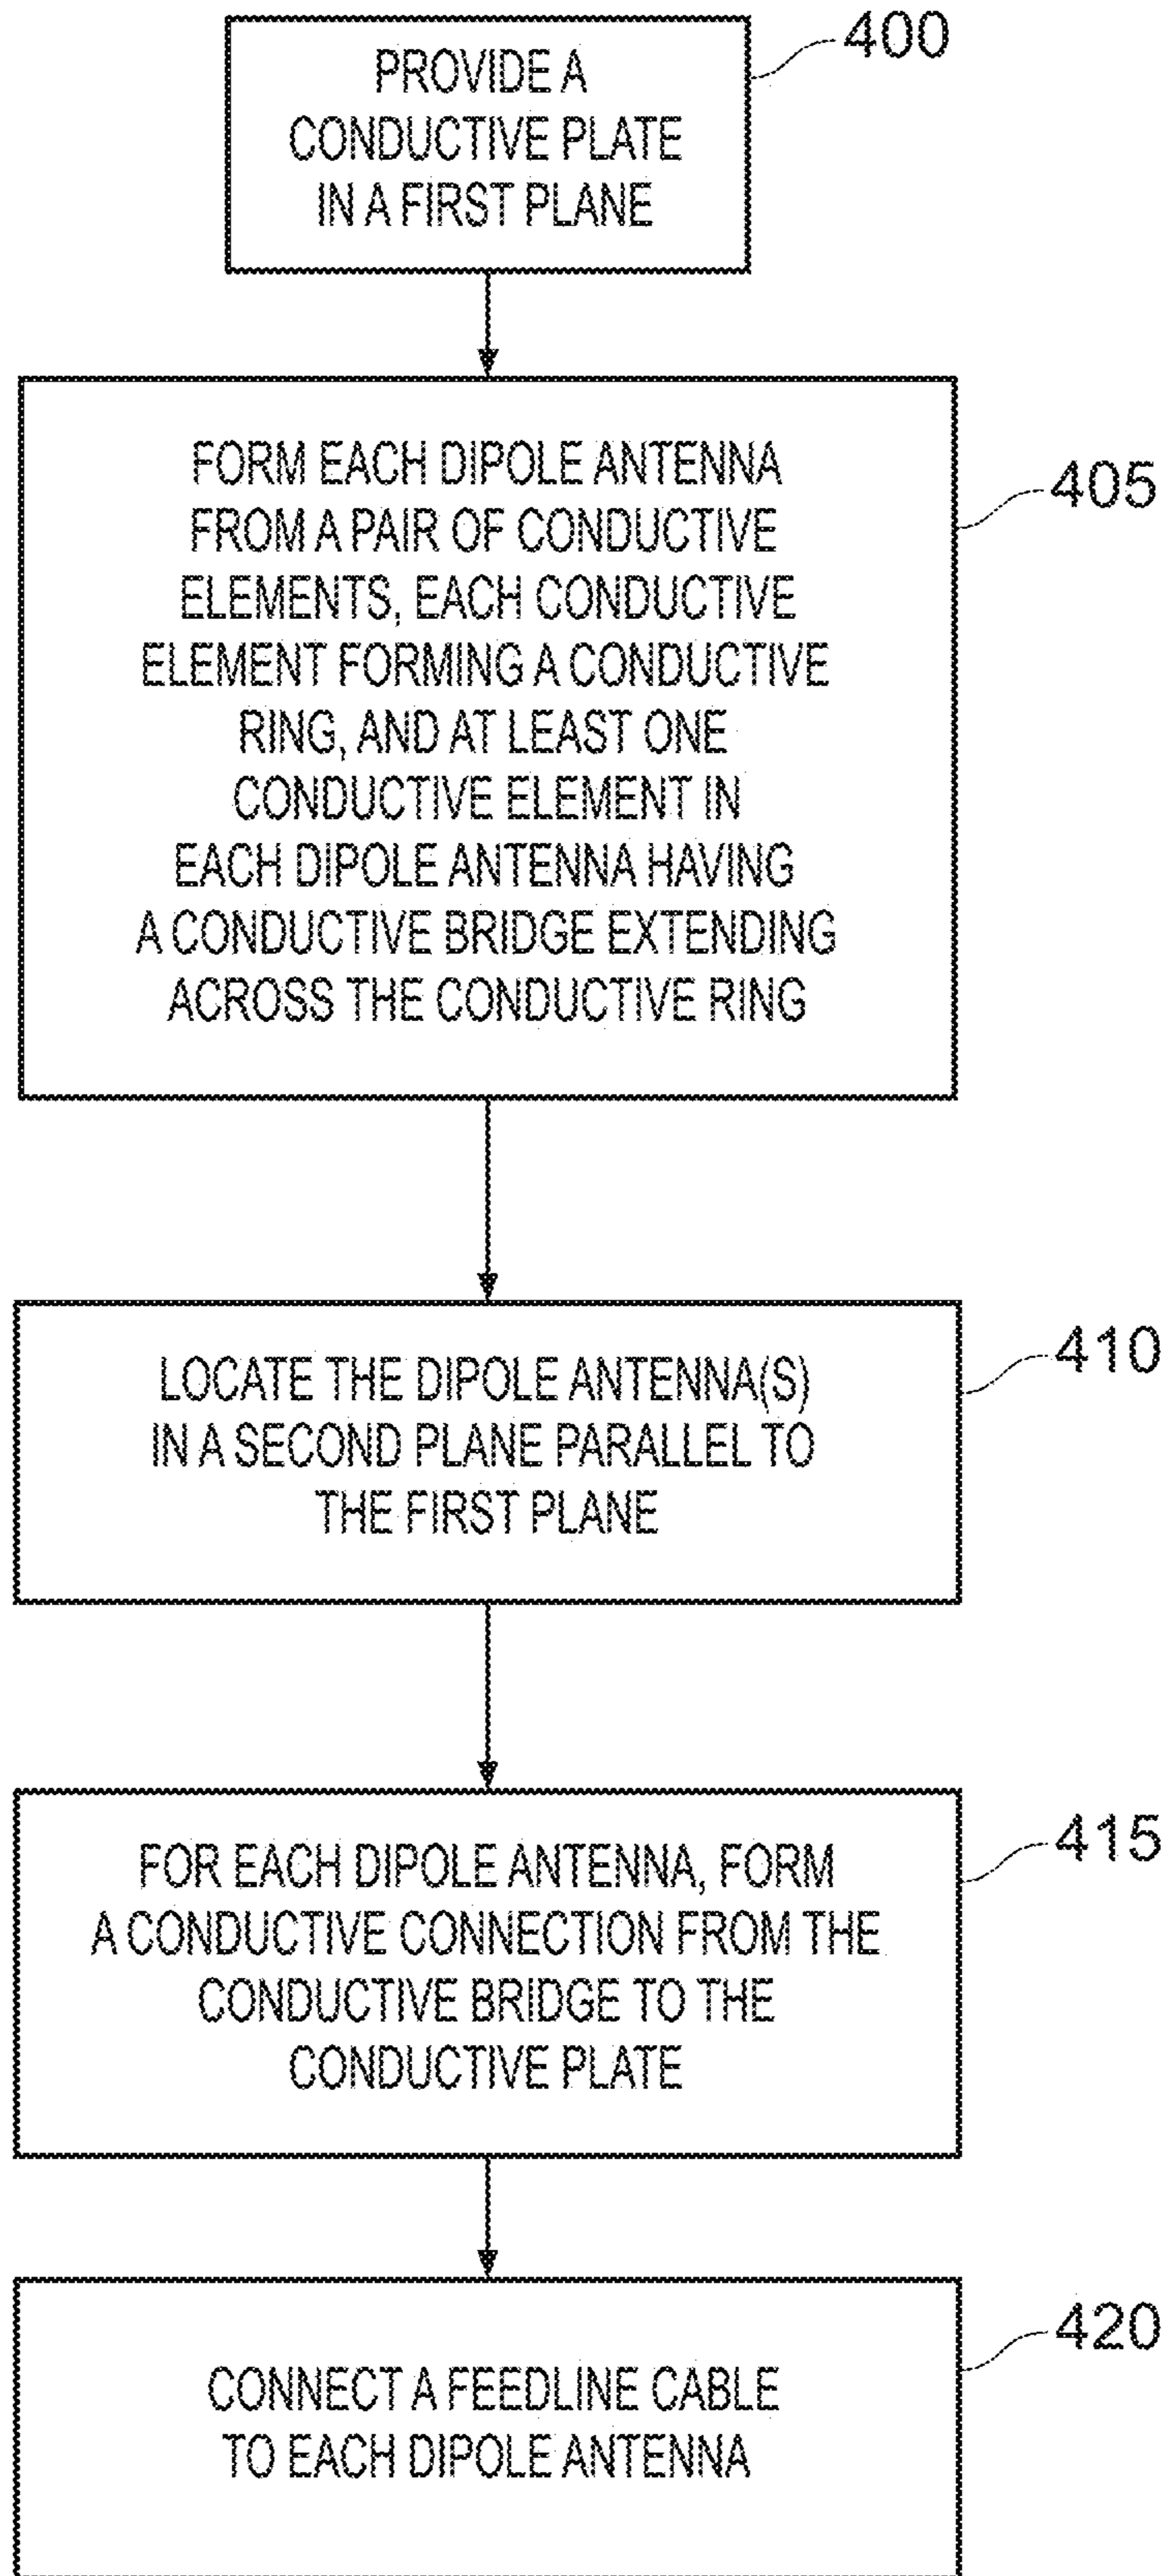 PROVIDE A
CONDUCTIVE PLATE
IN A FIRST PLANE
400
FORM EACH DIPOLE ANTENNA
FROM A PAIR OF CONDUCTIVE
ELEMENTS, EACH CONDUCTIVE
ELEMENT FORMING A CONDUCTIVE
RING, AND AT LEAST ONE
CONDUCTIVE ELEMENT IN
EACH DIPOLE ANTENNA HAVING
A CONDUCTIVE BRIDGE EXTENDING
ACROSS THE CONDUCTIVE RING
405
LOCATE THE DIPOLE ANTENNA(S)
IN A SECOND PLANE PARALLEL TO
THE FIRST PLANE
410
FOR EACH DIPOLE ANTENNA, FORM
A CONDUCTIVE CONNECTION FROM THE
CONDUCTIVE BRIDGE TO THE
CONDUCTIVE PLATE
415
CONNECT A FEEDLINE CABLE
TO EACH DIPOLE ANTENNA
420